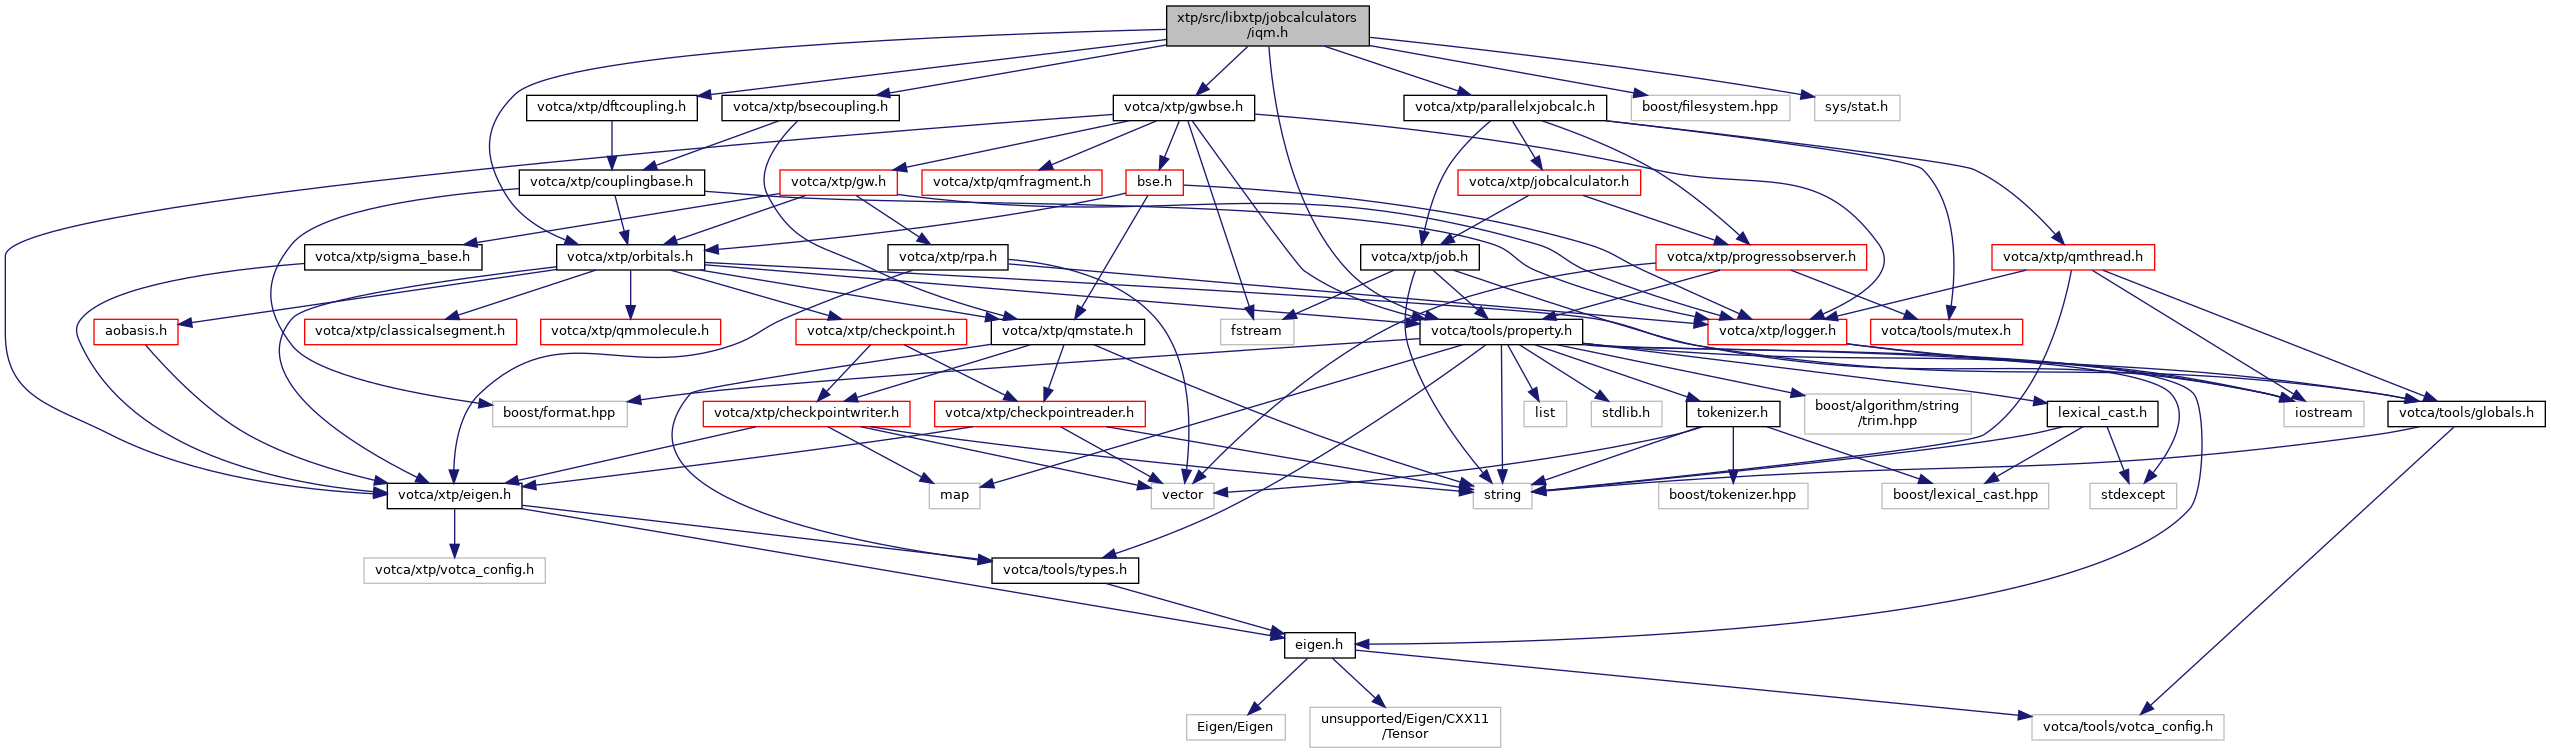 xtp/src/libxtp/jobcalculators
/iqm.h
votca/xtp/dftcoupling.h
votca/xtp/bsecoupling.h
votca/xtp/gwbse.h
votca/xtp/parallelxjobcalc.h
boost/filesystem.hpp
sys/stat.h
votca/xtp/couplingbase.h
votca/xtp/gw.h
votca/xtp/qmfragment.h
bse.h
votca/xtp/jobcalculator.h
votca/xtp/sigma_base.h
votca/xtp/orbitals.h
votca/xtp/rpa.h
votca/xtp/job.h
votca/xtp/progressobserver.h
votca/xtp/qmthread.h
aobasis.h
votca/xtp/classicalsegment.h
votca/xtp/qmmolecule.h
votca/xtp/checkpoint.h
votca/xtp/qmstate.h
fstream
votca/tools/property.h
votca/xtp/logger.h
votca/tools/mutex.h
boost/format.hpp
votca/xtp/checkpointwriter.h
votca/xtp/checkpointreader.h
list
stdlib.h
tokenizer.h
boost/algorithm/string
/trim.hpp
lexical_cast.h
iostream
votca/tools/globals.h
votca/xtp/eigen.h
map
vector
string
boost/tokenizer.hpp
boost/lexical_cast.hpp
stdexcept
votca/xtp/votca_config.h
votca/tools/types.h
eigen.h
Eigen/Eigen
unsupported/Eigen/CXX11
/Tensor
votca/tools/votca_config.h